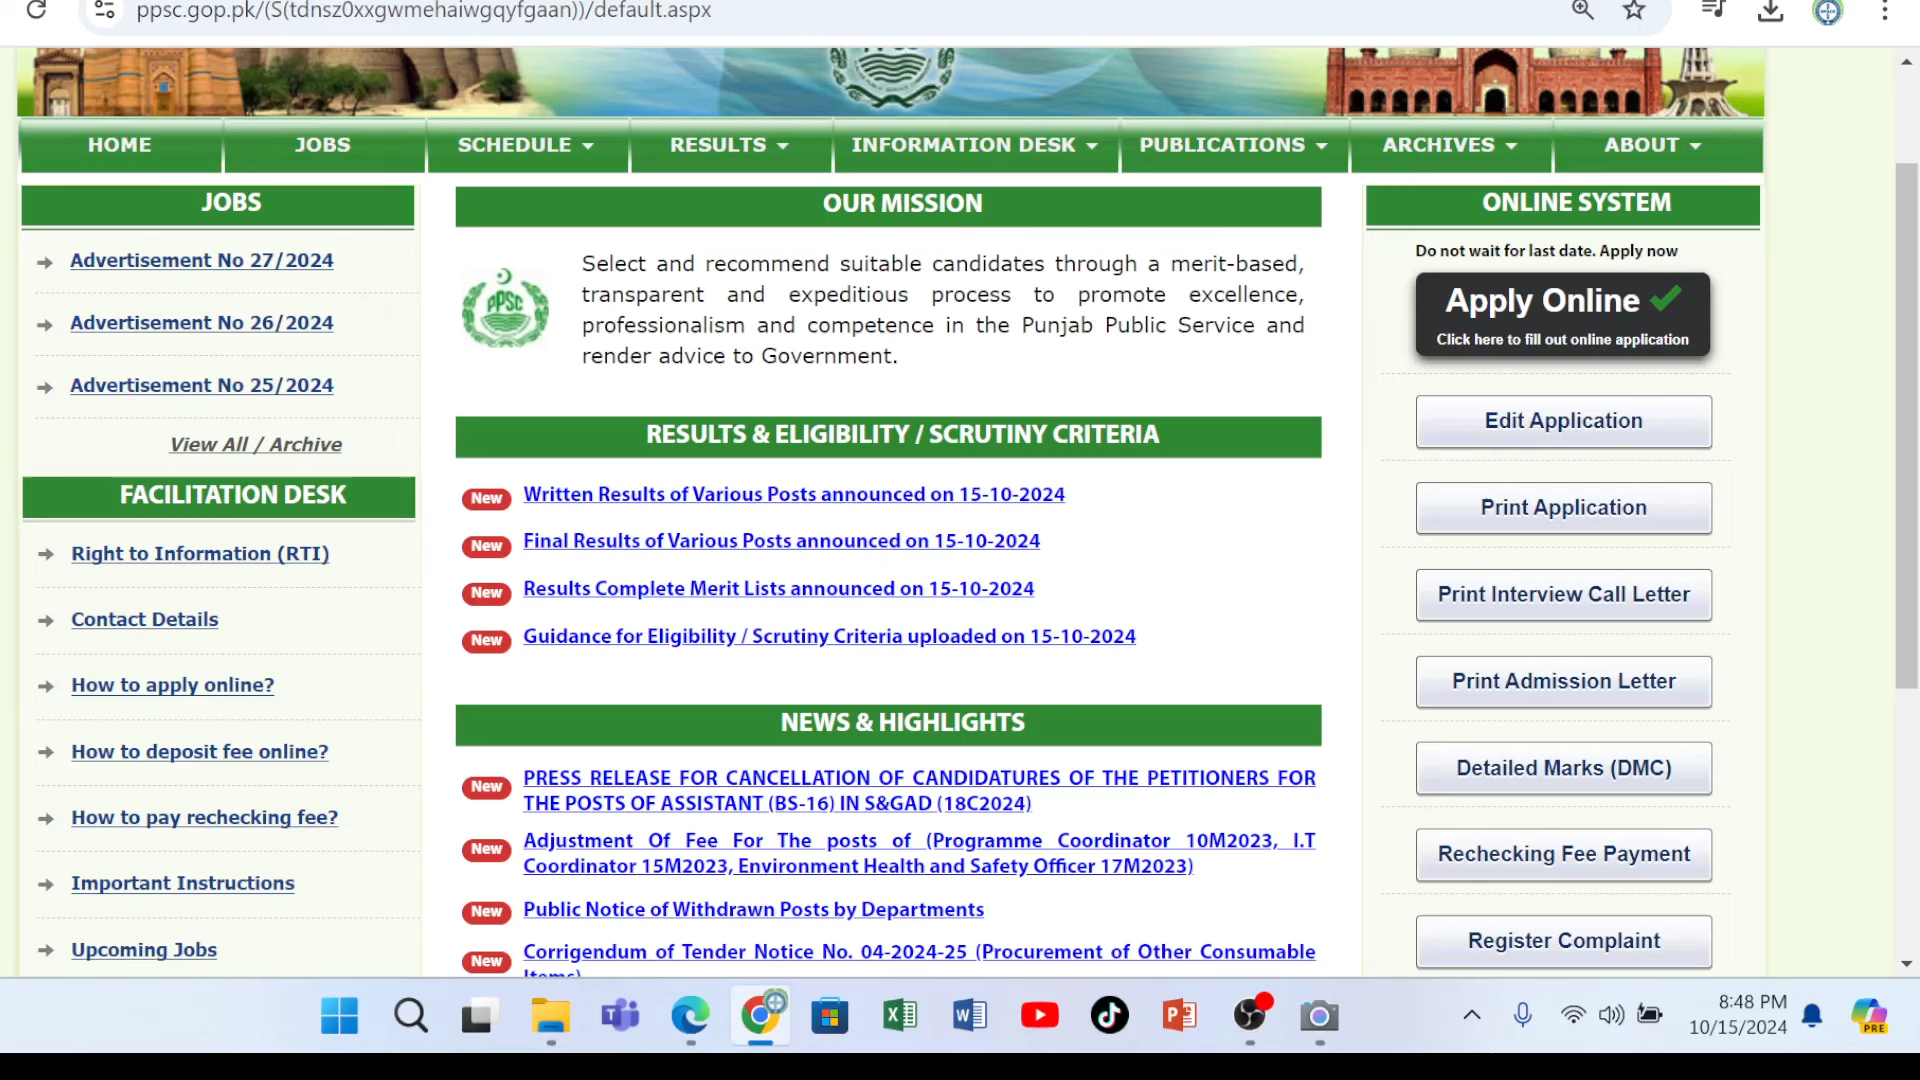 ppsc.gop.pk/(S(tdnsz0xxgwmehaiwgqyfgaan))/default.aspx
HOME
JOBS
SCHEDULE
RESULTS
INFORMATION DESK
PUBLICATIONS
ARCHIVES
ABOUT
JOBS
Advertisement No 27/2024
Advertisement No 26/2024
Advertisement No 25/2024
View All / Archive
FACILITATION DESK
Right to Information (RTI)
Contact Details
How to apply online?
How to deposit fee online?
How to pay rechecking fee?
Important Instructions
Upcoming Jobs
OUR MISSION
PPSC
Select and recommend suitable candidates through a merit-based,
transparent and expeditious process to promote excellence,
professionalism and competence in the Punjab Public Service and
render advice to Government.
RESULTS & ELIGIBILITY / SCRUTINY CRITERIA
New Written Results of Various Posts announced on 15-10-2024
New Final Results of Various Posts announced on 15-10-2024
New Results Complete Merit Lists announced on 15-10-2024
New Guidance for Eligibility / Scrutiny Criteria uploaded on 15-10-2024
NEWS & HIGHLIGHTS
New PRESS RELEASE FOR CANCELLATION OF CANDIDATURES OF THE PETITIONERS FOR
THE POSTS OF ASSISTANT (BS-16) IN S&GAD (18C2024)
New Adjustment Of Fee For The posts of (Programme Coordinator 10M2023, I.T
Coordinator 15M2023, Environment Health and Safety Officer 17M2023)
New Public Notice of Withdrawn Posts by Departments
New Corrigendum of Tender Notice No. 04-2024-25 (Procurement of Other Consumable
Items)
ONLINE SYSTEM
Do not wait for last date. Apply now
Apply Online
Click here to fill out online application
Edit Application
Print Application
Print Interview Call Letter
Print Admission Letter
Detailed Marks (DMC)
Rechecking Fee Payment
Register Complaint
8:48 PM
10/15/2024
PRE